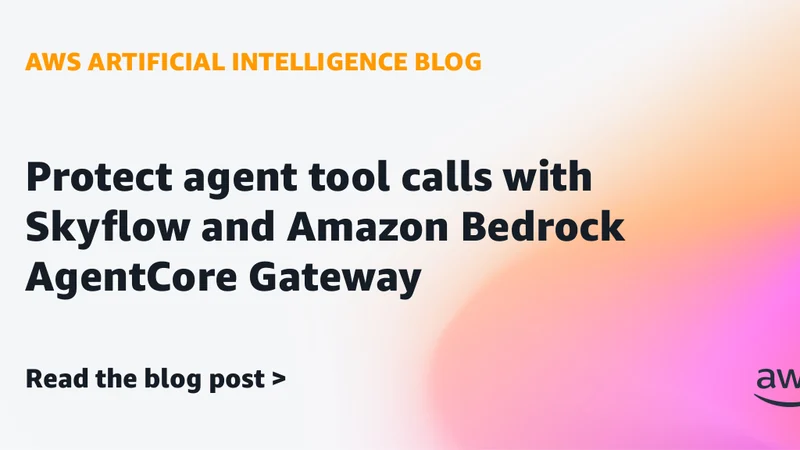 AWS ARTIFICIAL INTELLIGENCE BLOG
Protect agent tool calls with
Skyflow and Amazon Bedrock
AgentCore Gateway
Read the blog post >
aw